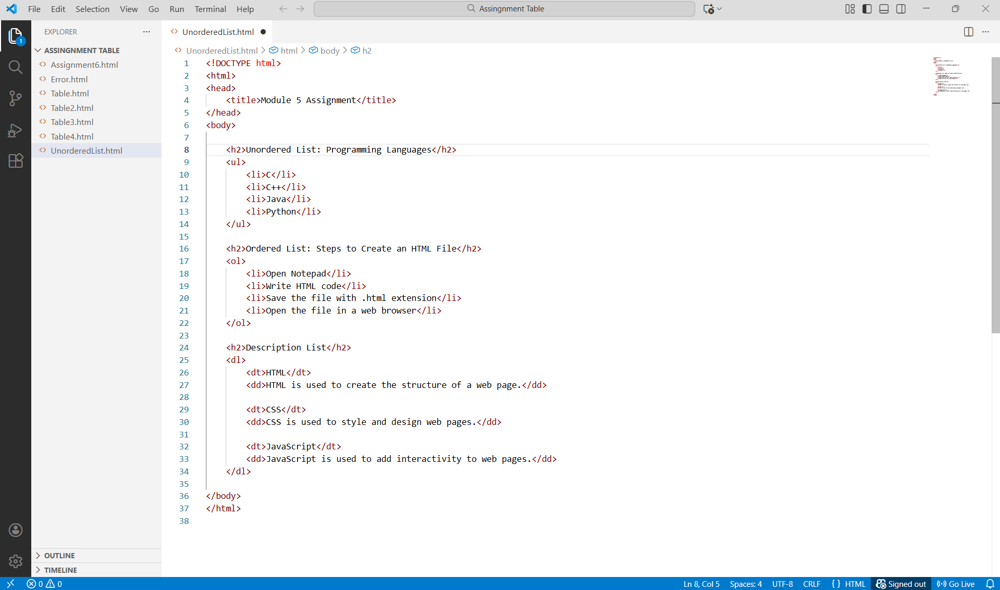 File Edit Selection View Go Run Terminal Help
Assingnment Table
EXPLORER
1
ASSINGNMENT TABLE
Assignment6.html
Error.html
Table.html
Table2.html
Table3.html
Table4.html
UnorderedList.html
OUTLINE
TIMELINE
UnorderedList.html
UnorderedList.html > html > body > h2
1 <!DOCTYPE html>
2 <html>
3 <head>
4 <title>Module 5 Assignment</title>
5 </head>
6 <body>
7
8 <h2>Unordered List: Programming Languages</h2>
9 <ul>
10 <li>C</li>
11 <li>C++</li>
12 <li>Java</li>
13 <li>Python</li>
14 </ul>
15
16 <h2>Ordered List: Steps to Create an HTML File</h2>
17 <ol>
18 <li>Open Notepad</li>
19 <li>Write HTML code</li>
20 <li>Save the file with .html extension</li>
21 <li>Open the file in a web browser</li>
22 </ol>
23
24 <h2>Description List</h2>
25 <dl>
26 <dt>HTML</dt>
27 <dd>HTML is used to create the structure of a web page.</dd>
28
29 <dt>CSS</dt>
30 <dd>CSS is used to style and design web pages.</dd>
31
32 <dt>JavaScript</dt>
33 <dd>JavaScript is used to add interactivity to web pages.</dd>
34 </dl>
35
36 </body>
37 </html>
38
0 0 Ln 8, Col 5 Spaces: 4 UTF-8 CRLF {} HTML Signed out Go Live